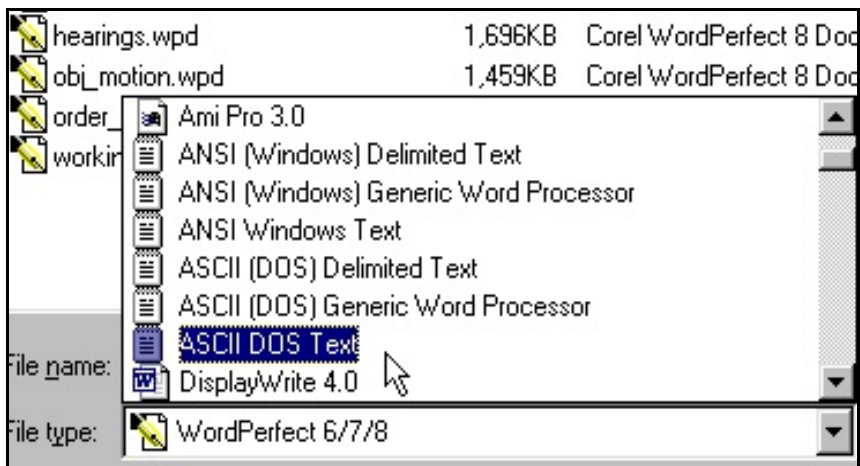 hearings.wpd 1,696KB Corel WordPerfect 8 Doc
obj_motion.wpd 1,459KB Corel WordPerfect 8 Doc
order_
workin
Ami Pro 3.0
ANSI (Windows) Delimited Text
ANSI (Windows) Generic Word Processor
ANSI Windows Text
ASCII (DOS) Delimited Text
ASCII (DOS) Generic Word Processor
ASCII DOS Text
DisplayWrite 4.0
File name:
File type: WordPerfect 6/7/8